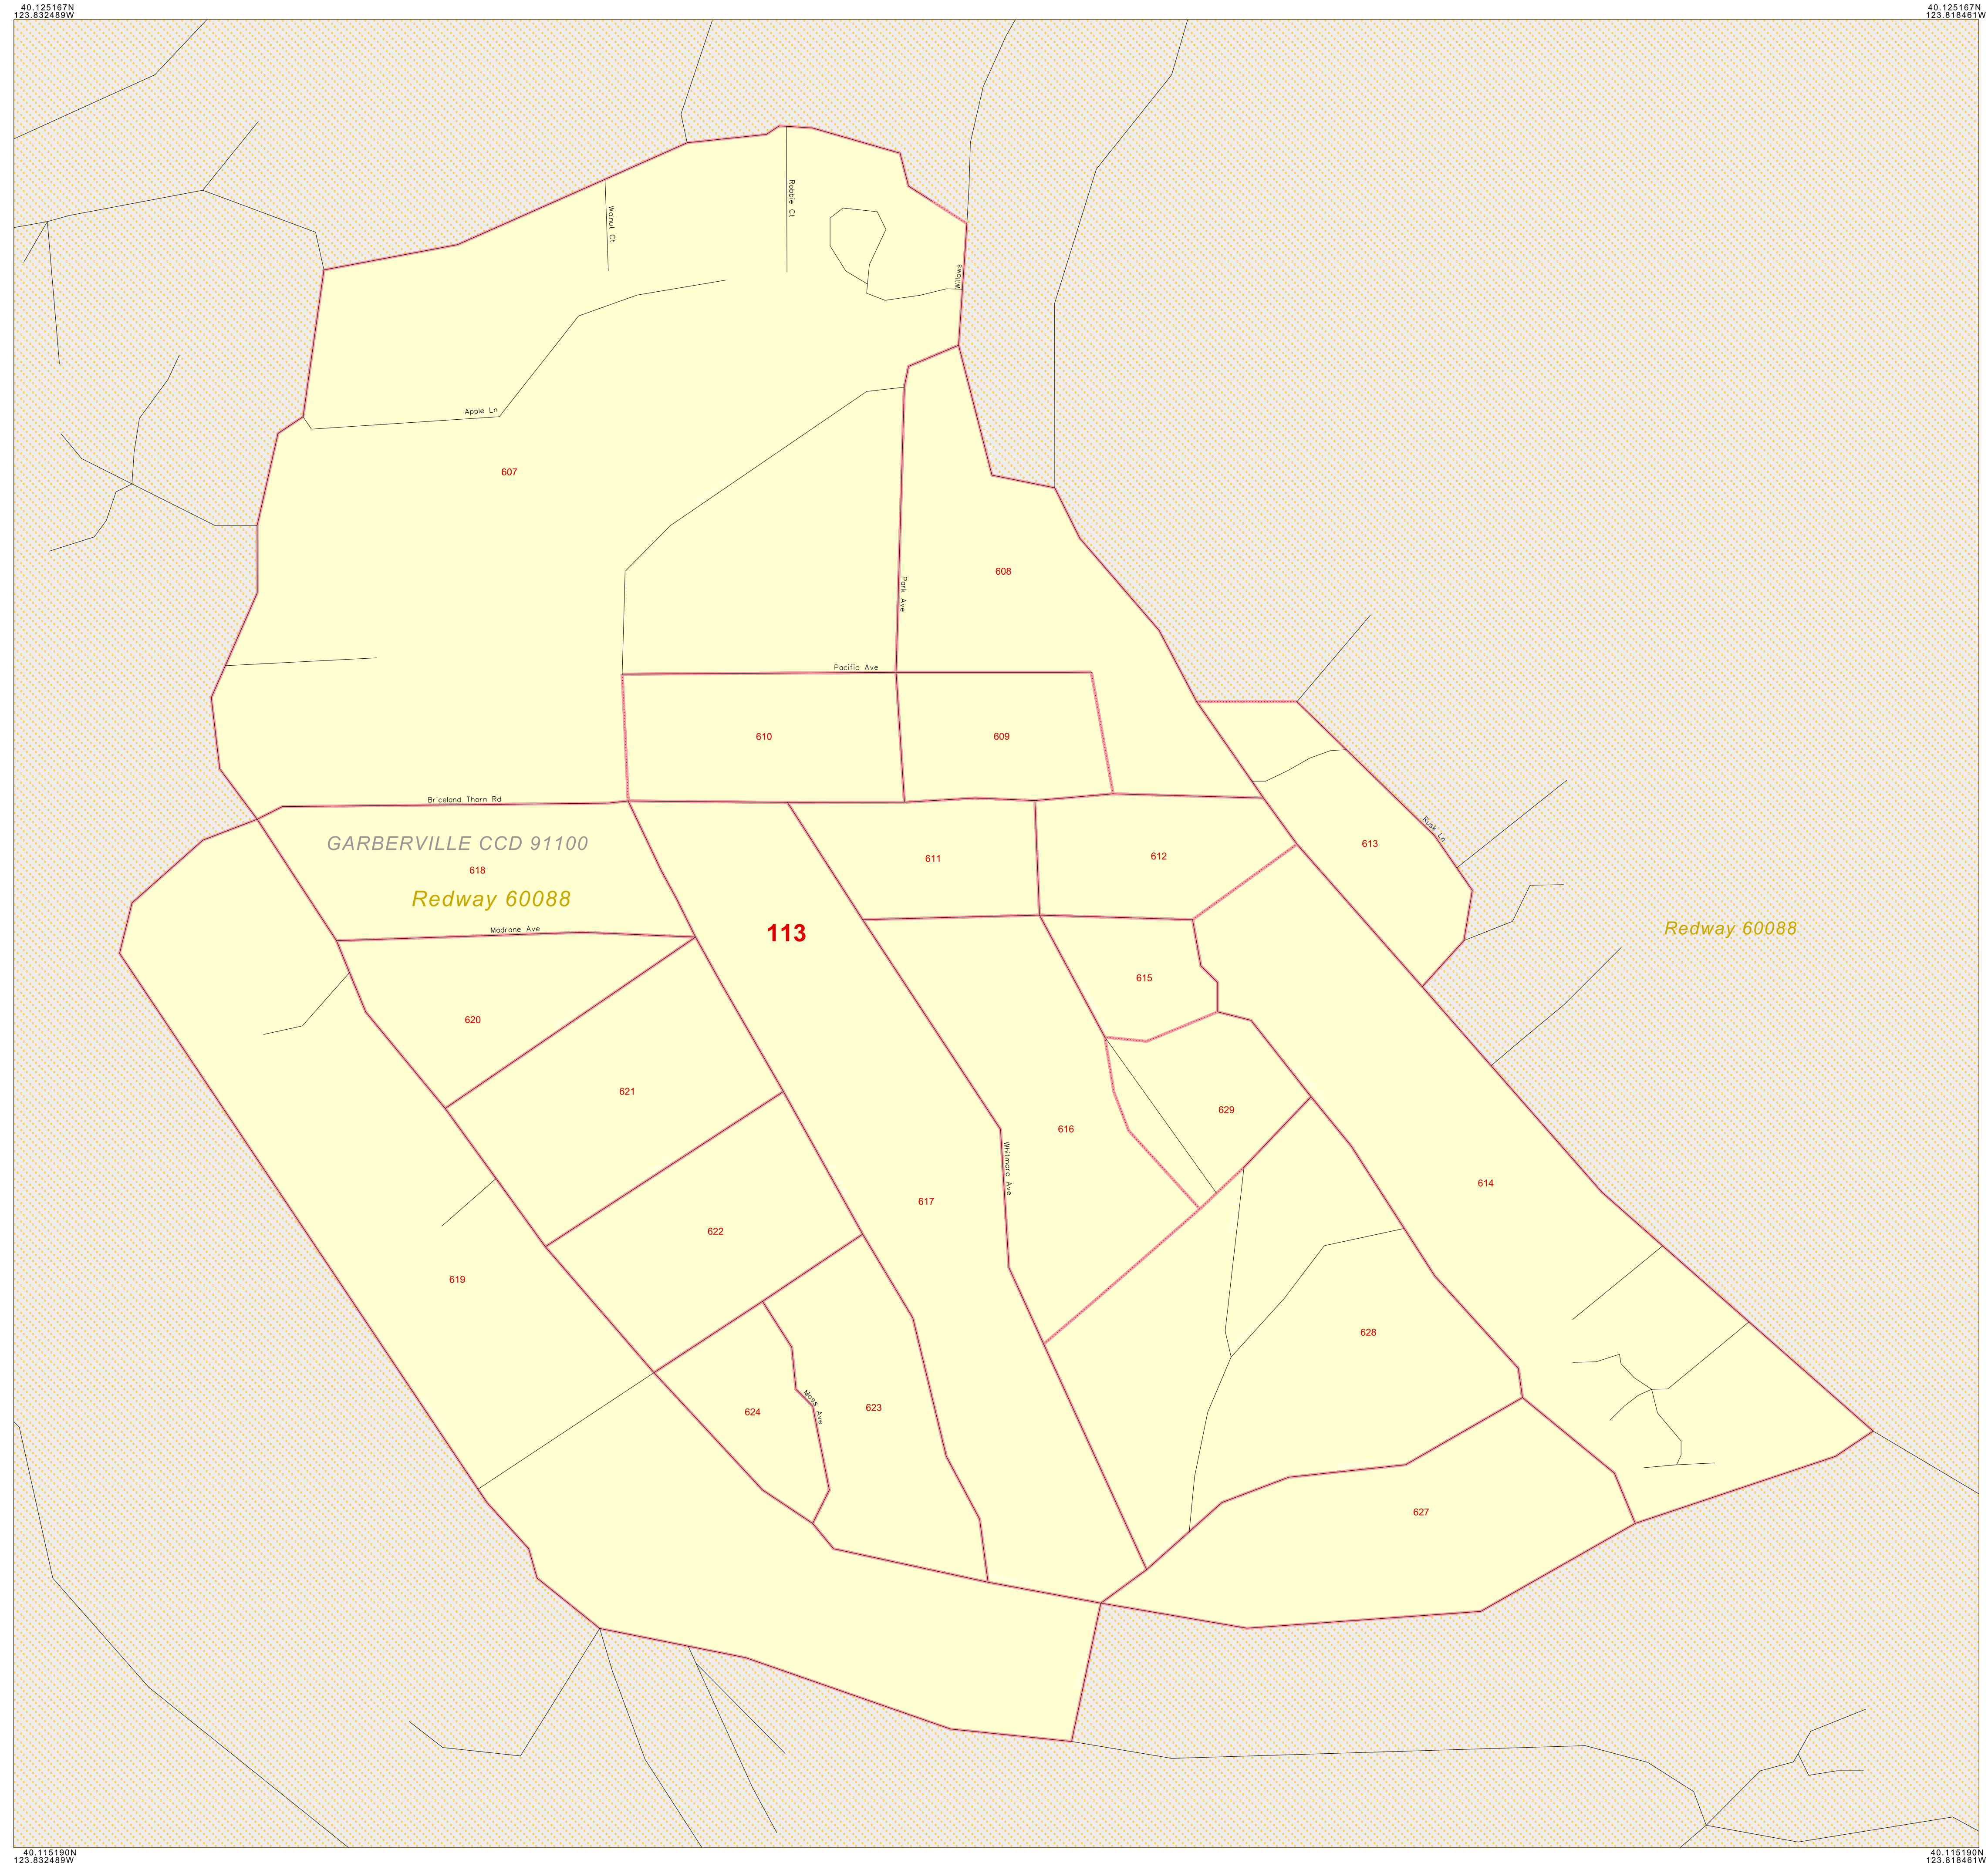 40.125167N
123.832489W
40.125167N
123.818461W
Robbie Ct
Walnut Ct
Willows
Apple Ln
607
608
Park Ave
Pacific Ave
610
609
Briceland Thorn Rd
Rusk Ln
GARBERVILLE CCD 91100
613
612
611
618
Redway 60088
Madrone Ave
113
Redway 60088
615
620
621
629
616
Whitmore Ave
614
617
622
619
628
Moss Ave
624
623
627
40.115190N
123.832489W
40.115190N
123.818461W